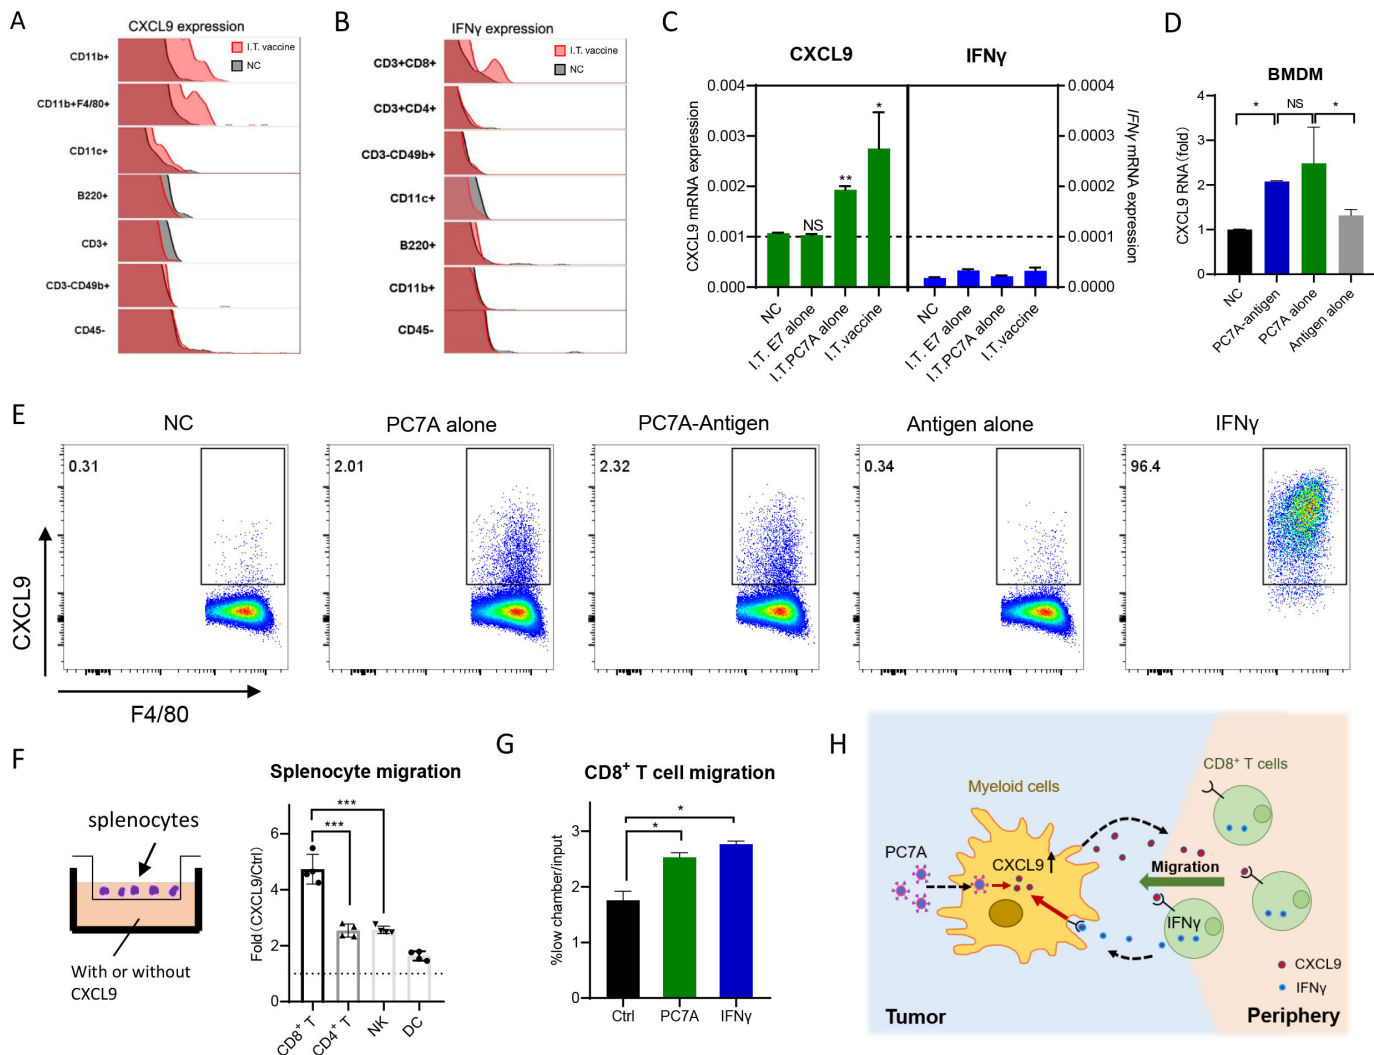 A
CXCL9 expression
I.T. vaccine
NC
CD11b+
CD11b+F4/80+
CD11c+
B220+
CD3+
CD3-CD49b+
CD45-
B
IFNγ expression
I.T. vaccine
NC
CD3+CD8+
CD3+CD4+
CD3-CD49b+
CD11c+
B220+
CD11b+
CD45-
C
CXCL9
IFNγ
CXCL9 mRNA expression
0.004
0.003
0.002
0.001
0.000
NS
**
*
NC
I.T. E7 alone
I.T.PC7A alone
I.T.vaccine
NC
I.T. E7 alone
I.T.PC7A alone
I.T.vaccine
0.0004
0.0003
0.0002
0.0001
0.0000
IFNγ mRNA expression
D
BMDM
CXCL9 RNA(fold)
4
3
2
1
0
* NS *
NC
PC7A-antigen
PC7A alone
Antigen alone
E
NC
PC7A alone
PC7A-Antigen
Antigen alone
IFNγ
0.31
2.01
2.32
0.34
96.4
CXCL9
F4/80
F
splenocytes
With or without
CXCL9
Splenocyte migration
Fold(CXCL9/Ctrl)
6
4
2
0
***
***
CD8+ T
CD4+ T
NK
DC
G
CD8+ T cell migration
%low chamber/input
3
2
1
0
*
*
Ctrl
PC7A
IFNγ
H
CD8+ T cells
Myeloid cells
PC7A
CXCL9
Migration
IFNγ
CXCL9
IFNγ
Tumor
Periphery